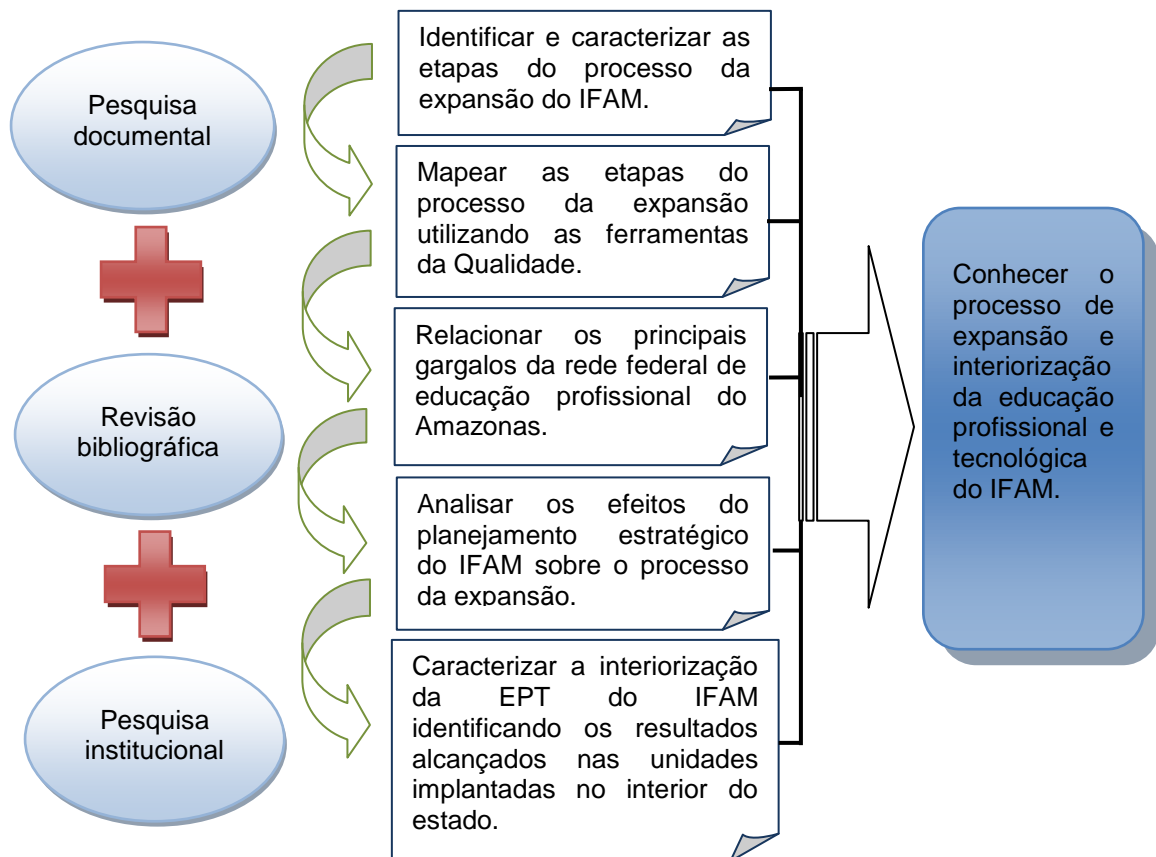 Pesquisa
documental
Revisão
bibliográfica
Pesquisa
institucional
Identificar e caracterizar as
etapas do processo da
expansão do IFAM.
Mapear as etapas do
processo da expansão
utilizando as ferramentas
da Qualidade.
Relacionar os principais
gargalos da rede federal de
educação profissional do
Amazonas.
Analisar os efeitos do
planejamento estratégico
do IFAM sobre o processo
da expansão.
Caracterizar a interiorização
da EPT do IFAM
identificando os resultados
alcançados nas unidades
implantadas no interior do
estado.
Conhecer o
processo de
expansão e
interiorização
da educação
profissional e
tecnológica
do IFAM.